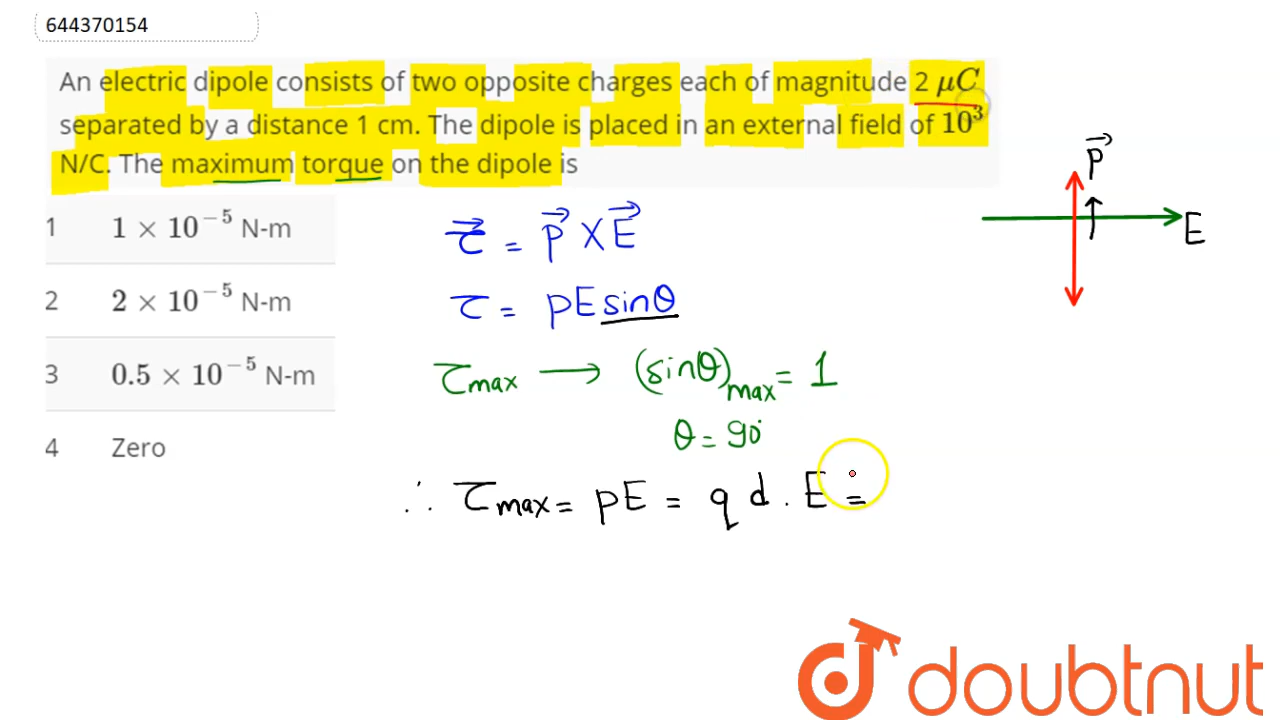 644370154
An electric dipole consists of two opposite charges each of magnitude 2 μC
separated by a distance 1 cm. The dipole is placed in an external field of 10³
N/C. The maximum torque on the dipole is
1 1 × 10⁻⁵ N-m
2 2 × 10⁻⁵ N-m
3 0.5 × 10⁻⁵ N-m
4 Zero
τ⃗ = P⃗ × E⃗
τ = PE sinθ
τmax → (sinθ)max = 1
θ = 90°
∴ τmax = PE = q d . E =
P⃗
E
doubtnut